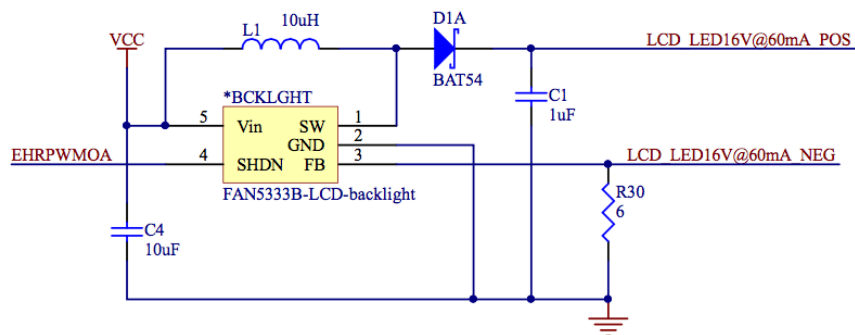 10uH
D1A
L1
VCC
LCD_LED16V@60mA_POS
BAT54
*BCKLGHT
C1
1uF
5
Vin
SW
1
GND
2
EHRPWMOA
4
SHDN
FB
3
LCD_LED16V@60mA_NEG
FAN5333B-LCD-backlight
R30
6
C4
10uF